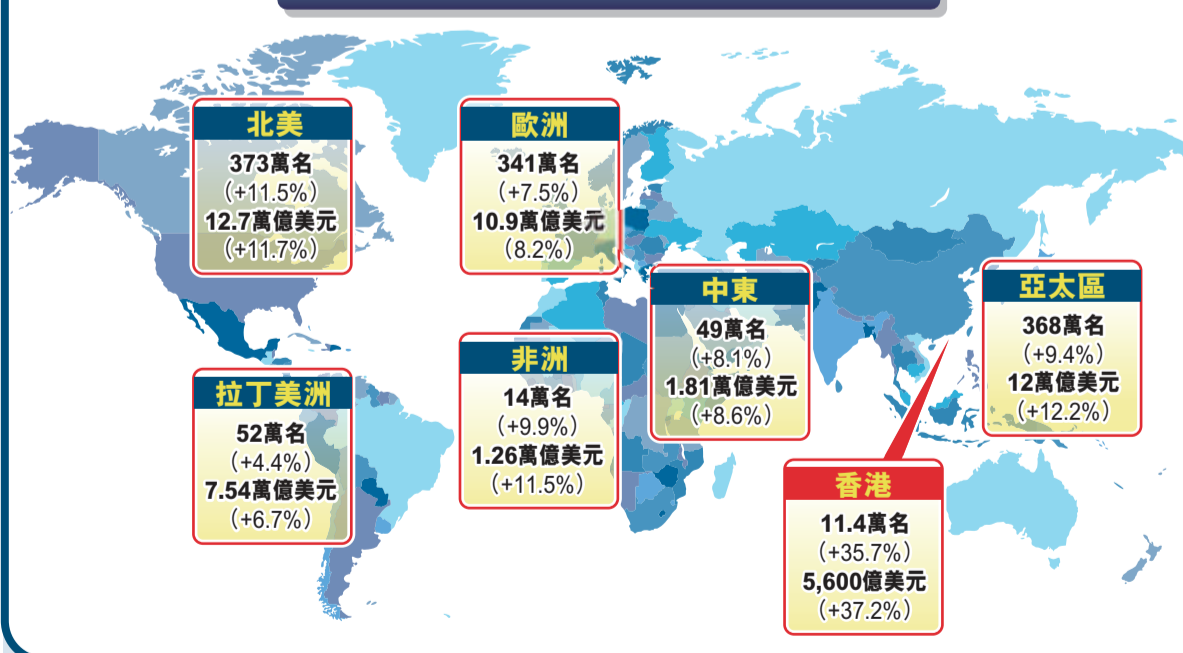 北美
373萬名
(+11.5%)
12.7萬億美元
(+11.7%)
歐洲
341萬名
(+7.5%)
10.9萬億美元
(8.2%)
中東
49萬名
(+8.1%)
1.81萬億美元
(+8.6%)
亞太區
368萬名
(+9.4%)
12萬億美元
(+12.2%)
非洲
14萬名
(+9.9%)
1.26萬億美元
(+11.5%)
拉丁美洲
52萬名
(+4.4%)
7.54萬億美元
(+6.7%)
香港
11.4萬名
(+35.7%)
5,600億美元
(+37.2%)